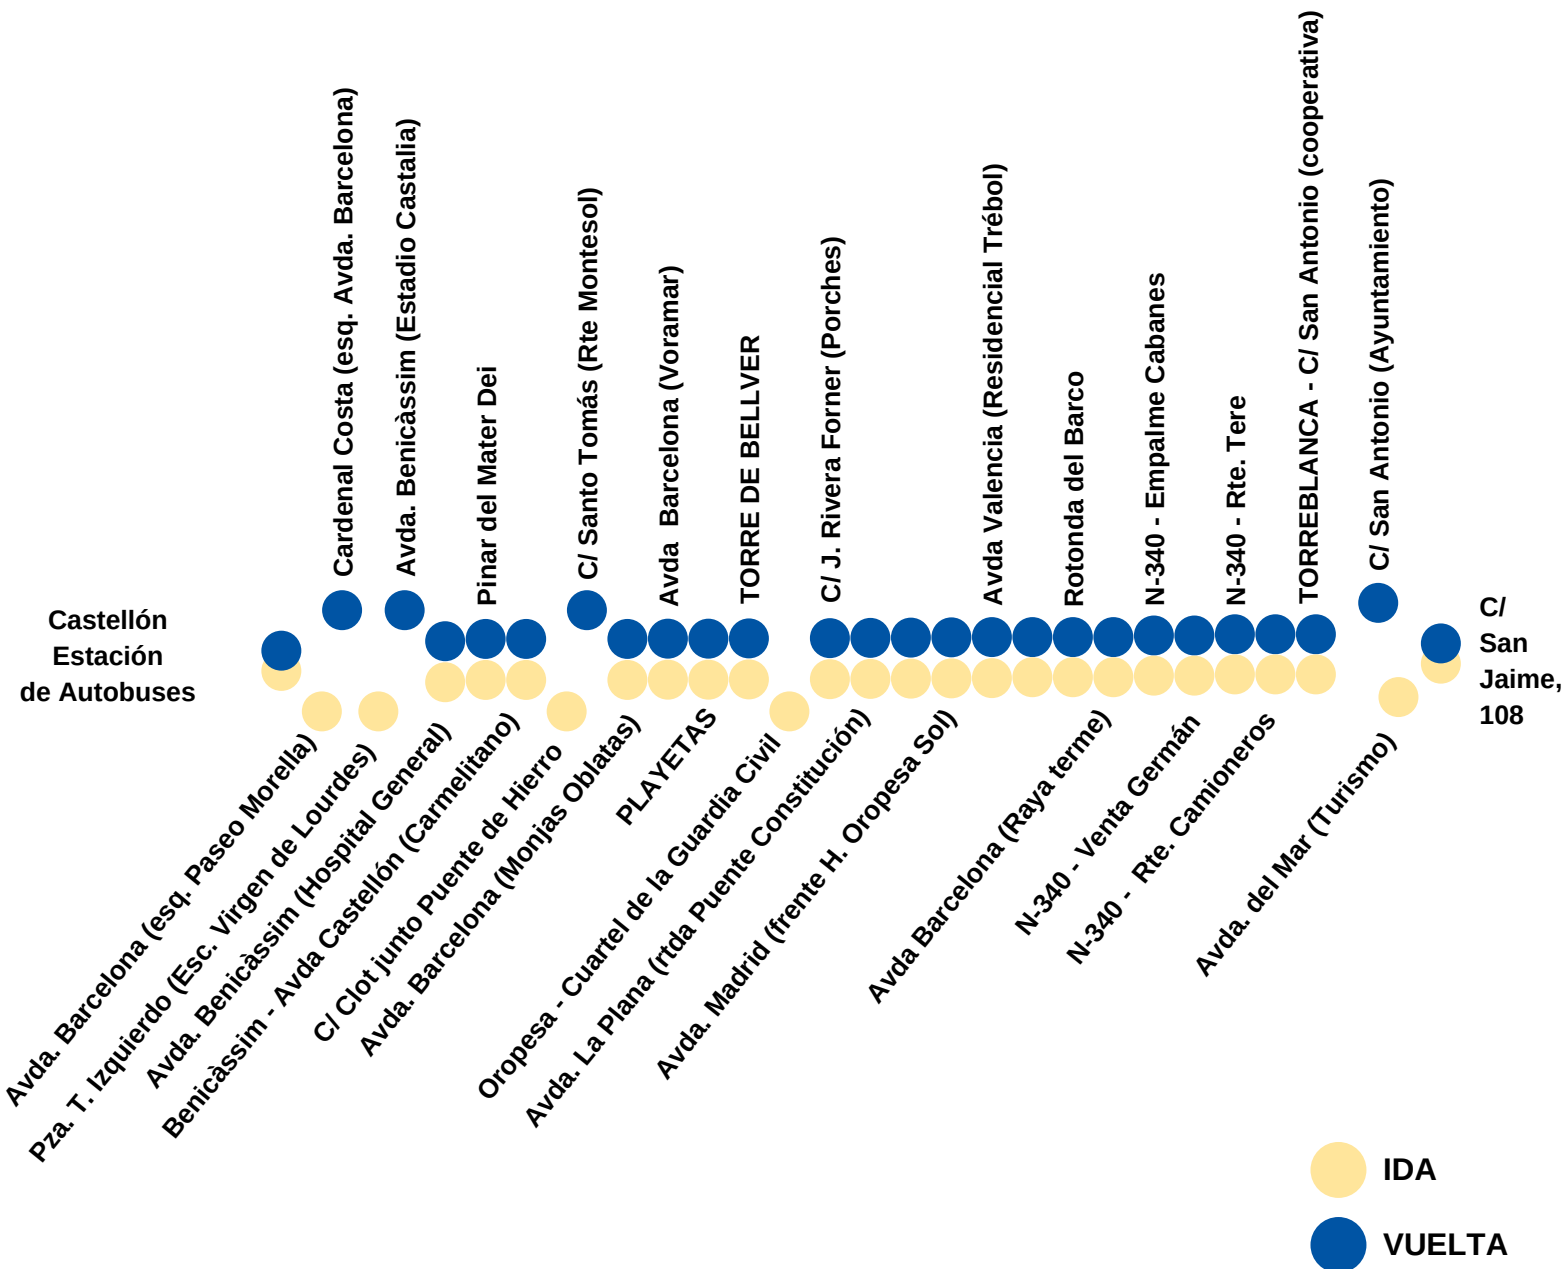 Castellón
Estación
de Autobuses
Cardenal Costa (esq. Avda. Barcelona)
Avda. Benicàssim (Estadio Castalia)
Pinar del Mater Dei
C/ Santo Tomás (Rte Montesol)
Avda  Barcelona (Voramar)
TORRE DE BELLVER
C/ J. Rivera Forner (Porches)
Avda Valencia (Residencial Trébol)
Rotonda del Barco
N-340 - Empalme Cabanes
N-340 - Rte. Tere
TORREBLANCA - C/ San Antonio (cooperativa)
C/ San Antonio (Ayuntamiento)
C/
San
Jaime,
108
Avda. Barcelona (esq. Paseo Morella)
Pza. T. Izquierdo (Esc. Virgen de Lourdes)
Avda. Benicàssim (Hospital General)
Benicàssim - Avda Castellón (Carmelitano)
C/ Clot junto Puente de Hierro
Avda. Barcelona (Monjas Oblatas)
PLAYETAS
Oropesa - Cuartel de la Guardia Civil
Avda. La Plana (rtda Puente Constitución)
Avda. Madrid (frente H. Oropesa Sol)
Avda Barcelona (Raya terme)
N-340 - Venta Germán
N-340 -  Rte. Camioneros
Avda. del Mar (Turismo)
IDA
VUELTA